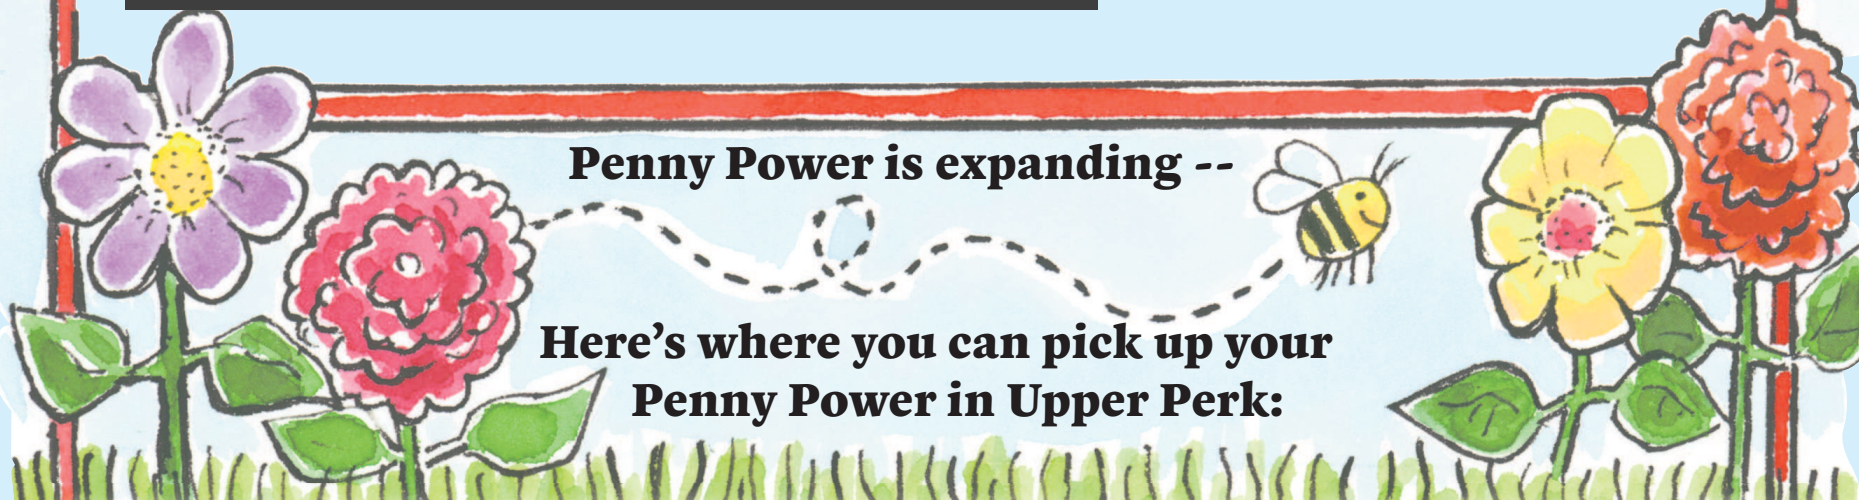 Penny Power is expanding --
Here’s where you can pick up your
Penny Power in Upper Perk: